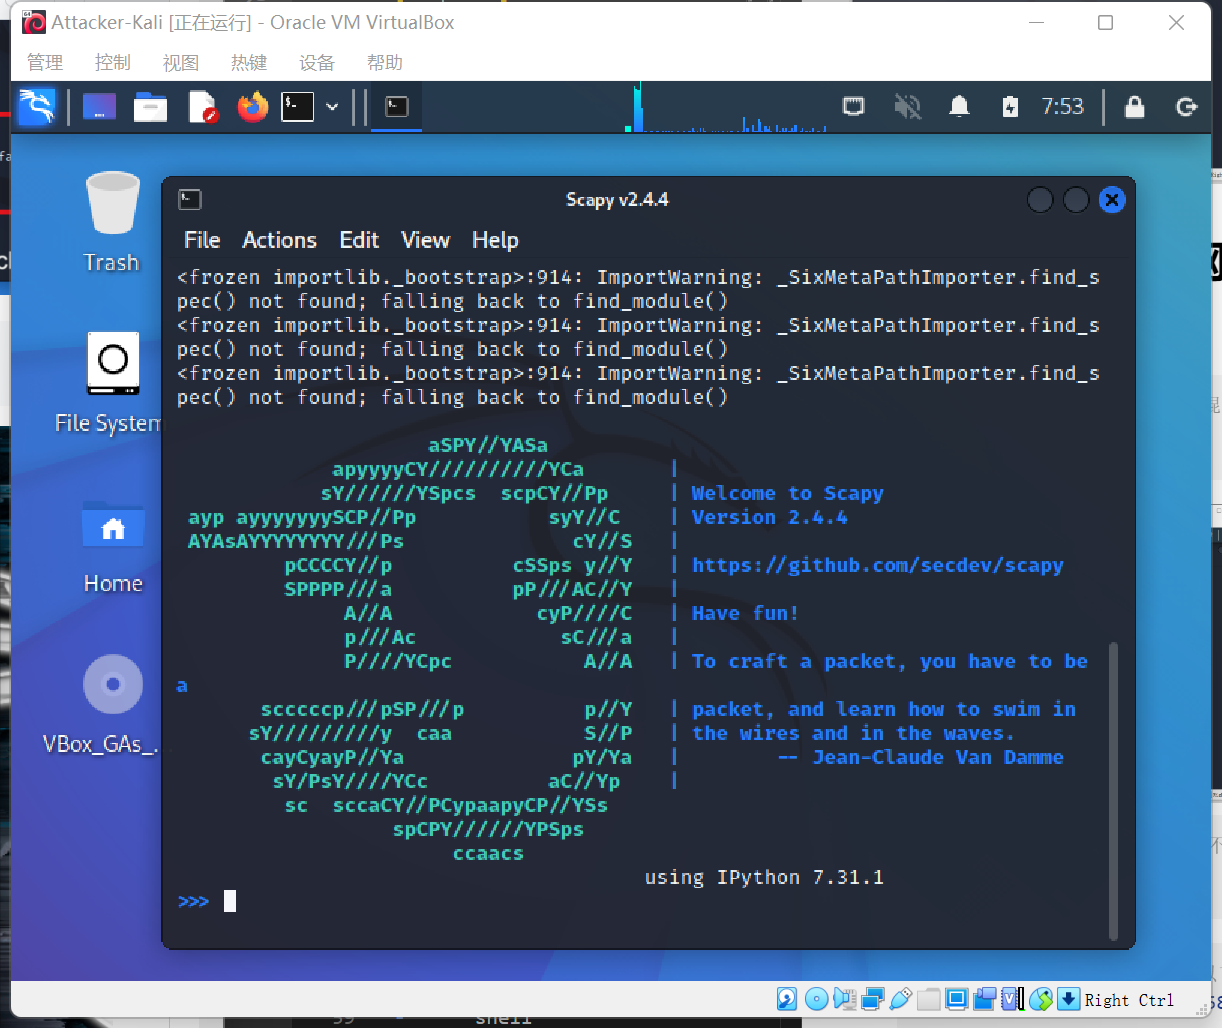 Attacker-Kali [正在运行] - Oracle VM VirtualBox
管理 控制 视图 热键 设备 帮助
7:53
Trash
File System
Home
VBox_GAs_.
Scapy v2.4.4
File Actions Edit View Help
<frozen importlib._bootstrap>:914: ImportWarning: _SixMetaPathImporter.find_s
pec() not found; falling back to find_module()
<frozen importlib._bootstrap>:914: ImportWarning: _SixMetaPathImporter.find_s
pec() not found; falling back to find_module()
<frozen importlib._bootstrap>:914: ImportWarning: _SixMetaPathImporter.find_s
pec() not found; falling back to find_module()
aSPY//YASa
apyyyyCY//////////YCa |
sY//////YSpcs scpCY//Pp | Welcome to Scapy
ayp ayyyyyyySCP//Pp syY//C | Version 2.4.4
AYAsAYYYYYYYY///Ps cY//S |
pCCCCY//p cSSps y//Y | https://github.com/secdev/scapy
SPPPP///a pP///AC//Y |
A//A cyP////C | Have fun!
p///Ac sC///a |
P////YCpc A//A | To craft a packet, you have to be
a
scccccp///pSP///p p//Y | packet, and learn how to swim in
sY/////////y caa S//P | the wires and in the waves.
cayCyayP//Ya pY/Ya | -- Jean-Claude Van Damme
sY/PsY////YCc aC//Yp |
sc sccaCY//PCypaapyCP//YSs
spCPY//////YPSps
ccaacs
using IPython 7.31.1
>>>
Right Ctrl